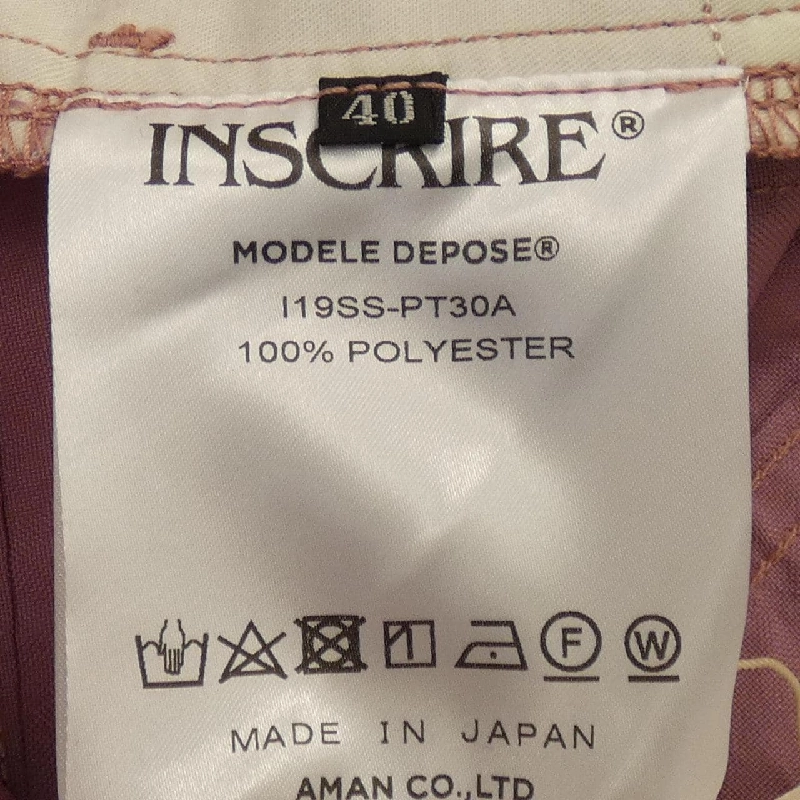 40
INSCRIRE®
MODELE DEPOSE®
I19SS-PT30A
100% POLYESTER
F W
MADE IN JAPAN
AMAN CO.,LTD